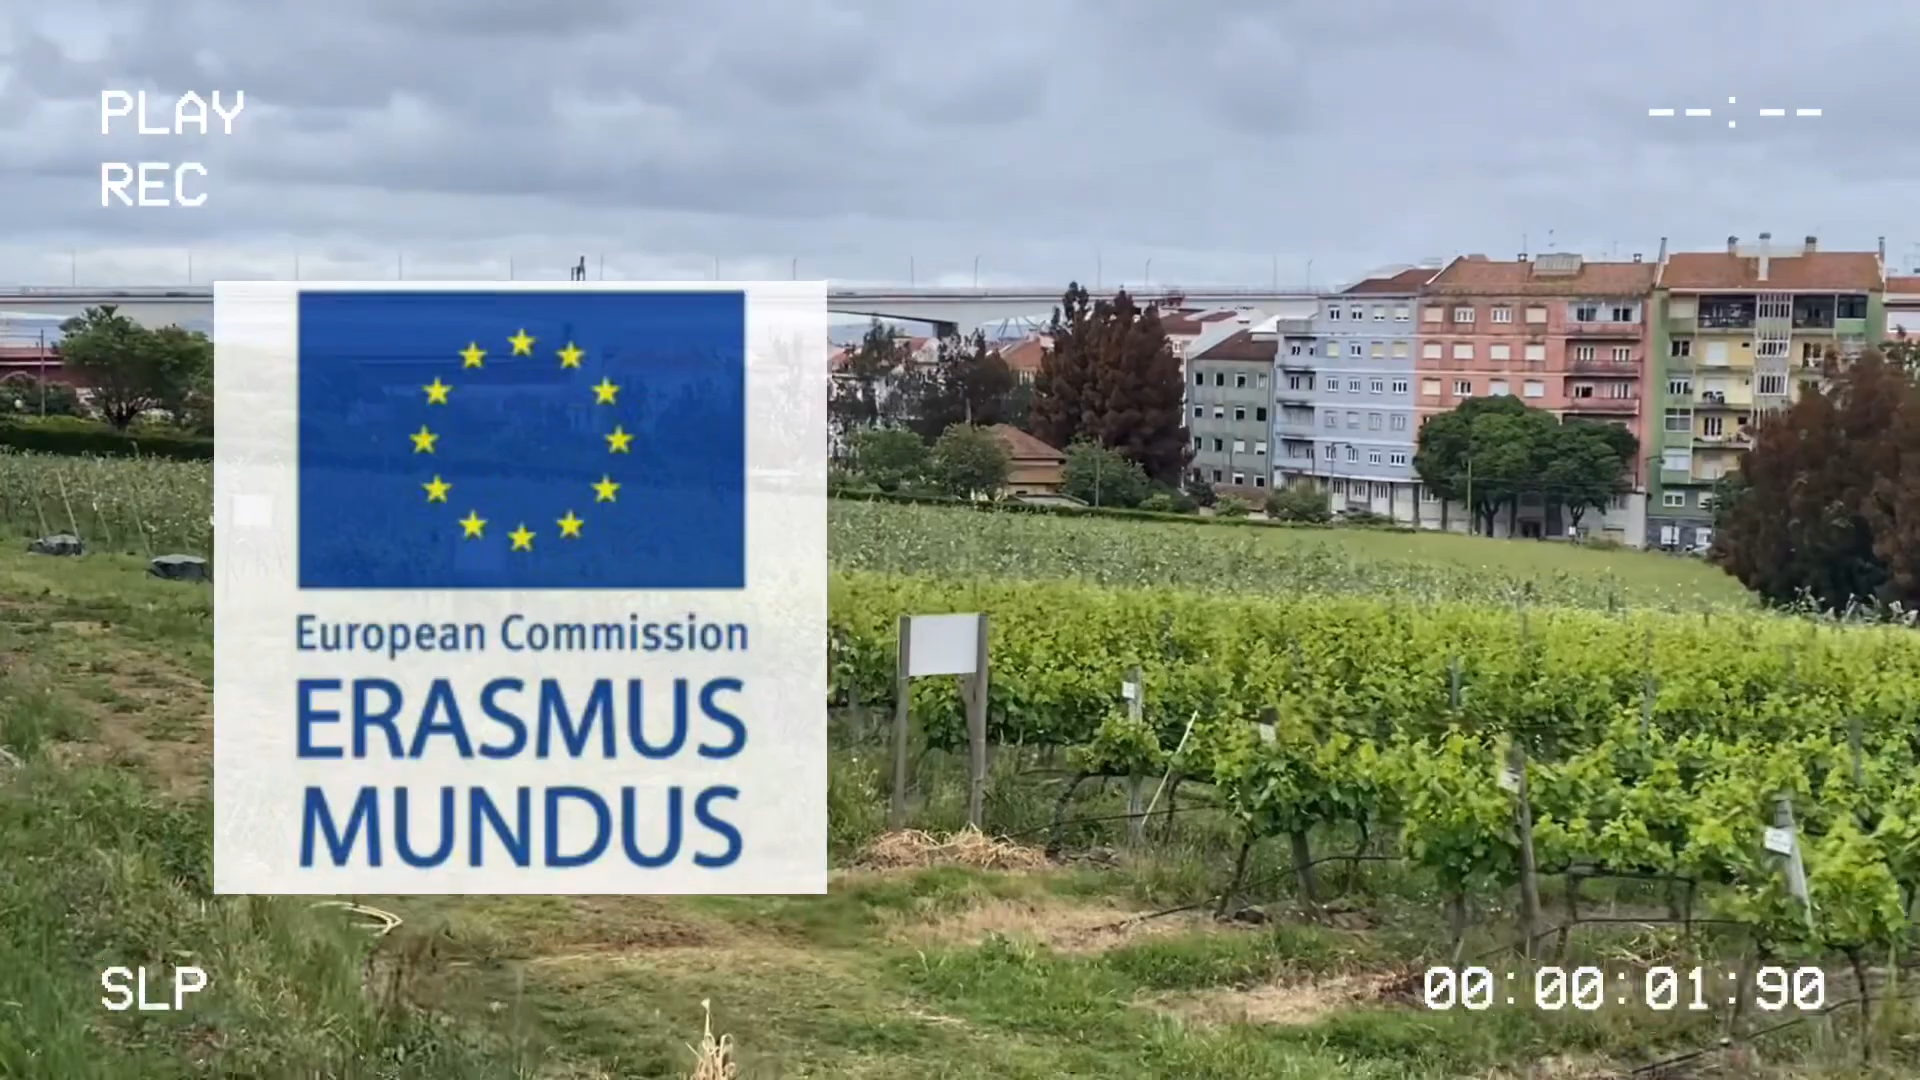 PLAY
REC
--:--
European Commission
ERASMUS
MUNDUS
SLP
00:00:01:90